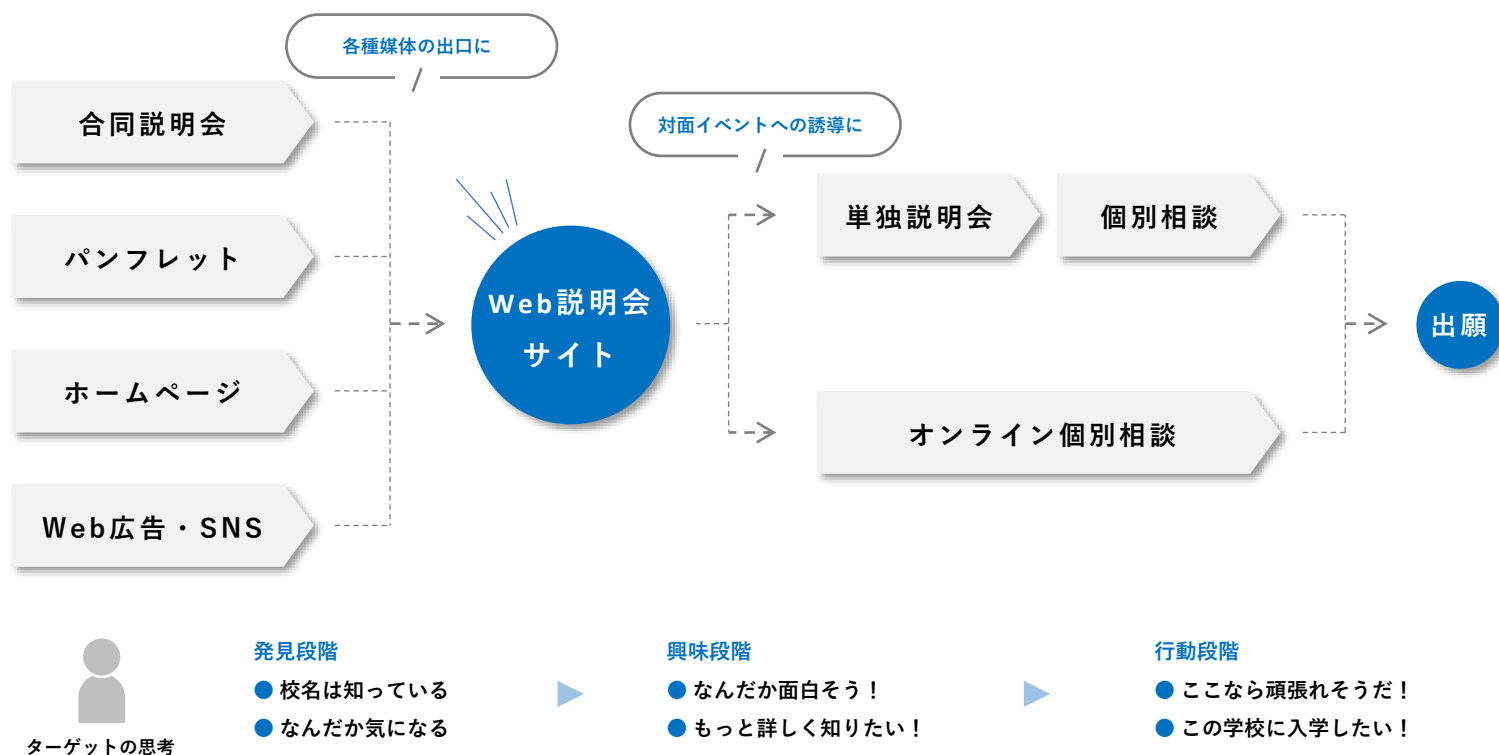 各種媒体の出口に
合同説明会
パンフレット
ホームページ
Web広告・SNS
Web説明会
サイト
対面イベントへの誘導に
単独説明会
個別相談
オンライン個別相談
出願
ターゲットの思考
発見段階
● 校名は知っている
● なんだか気になる
興味段階
● なんだか面白そう！
● もっと詳しく知りたい！
行動段階
● ここなら頑張れそうだ！
● この学校に入学したい！